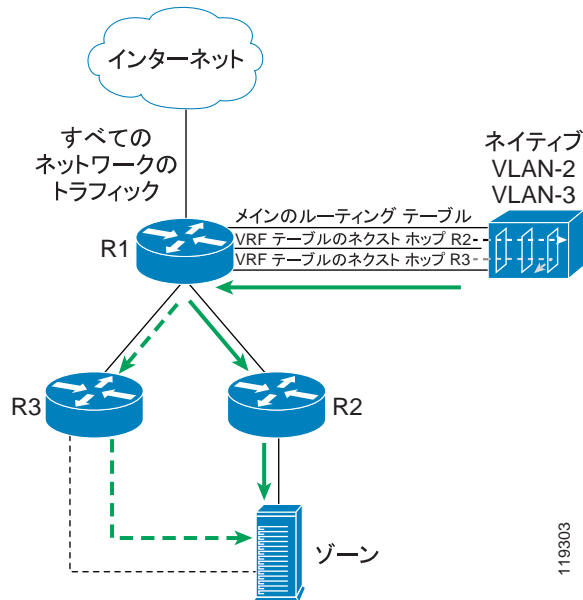 インターネット
すべての
ネットワークの
トラフィック
ネイティブ
VLAN-2
VLAN-3
メインのルーティング テーブル
VRF テーブルのネクスト ホップ R2
VRF テーブルのネクスト ホップ R3
R1
R3
R2
ゾーン
119303